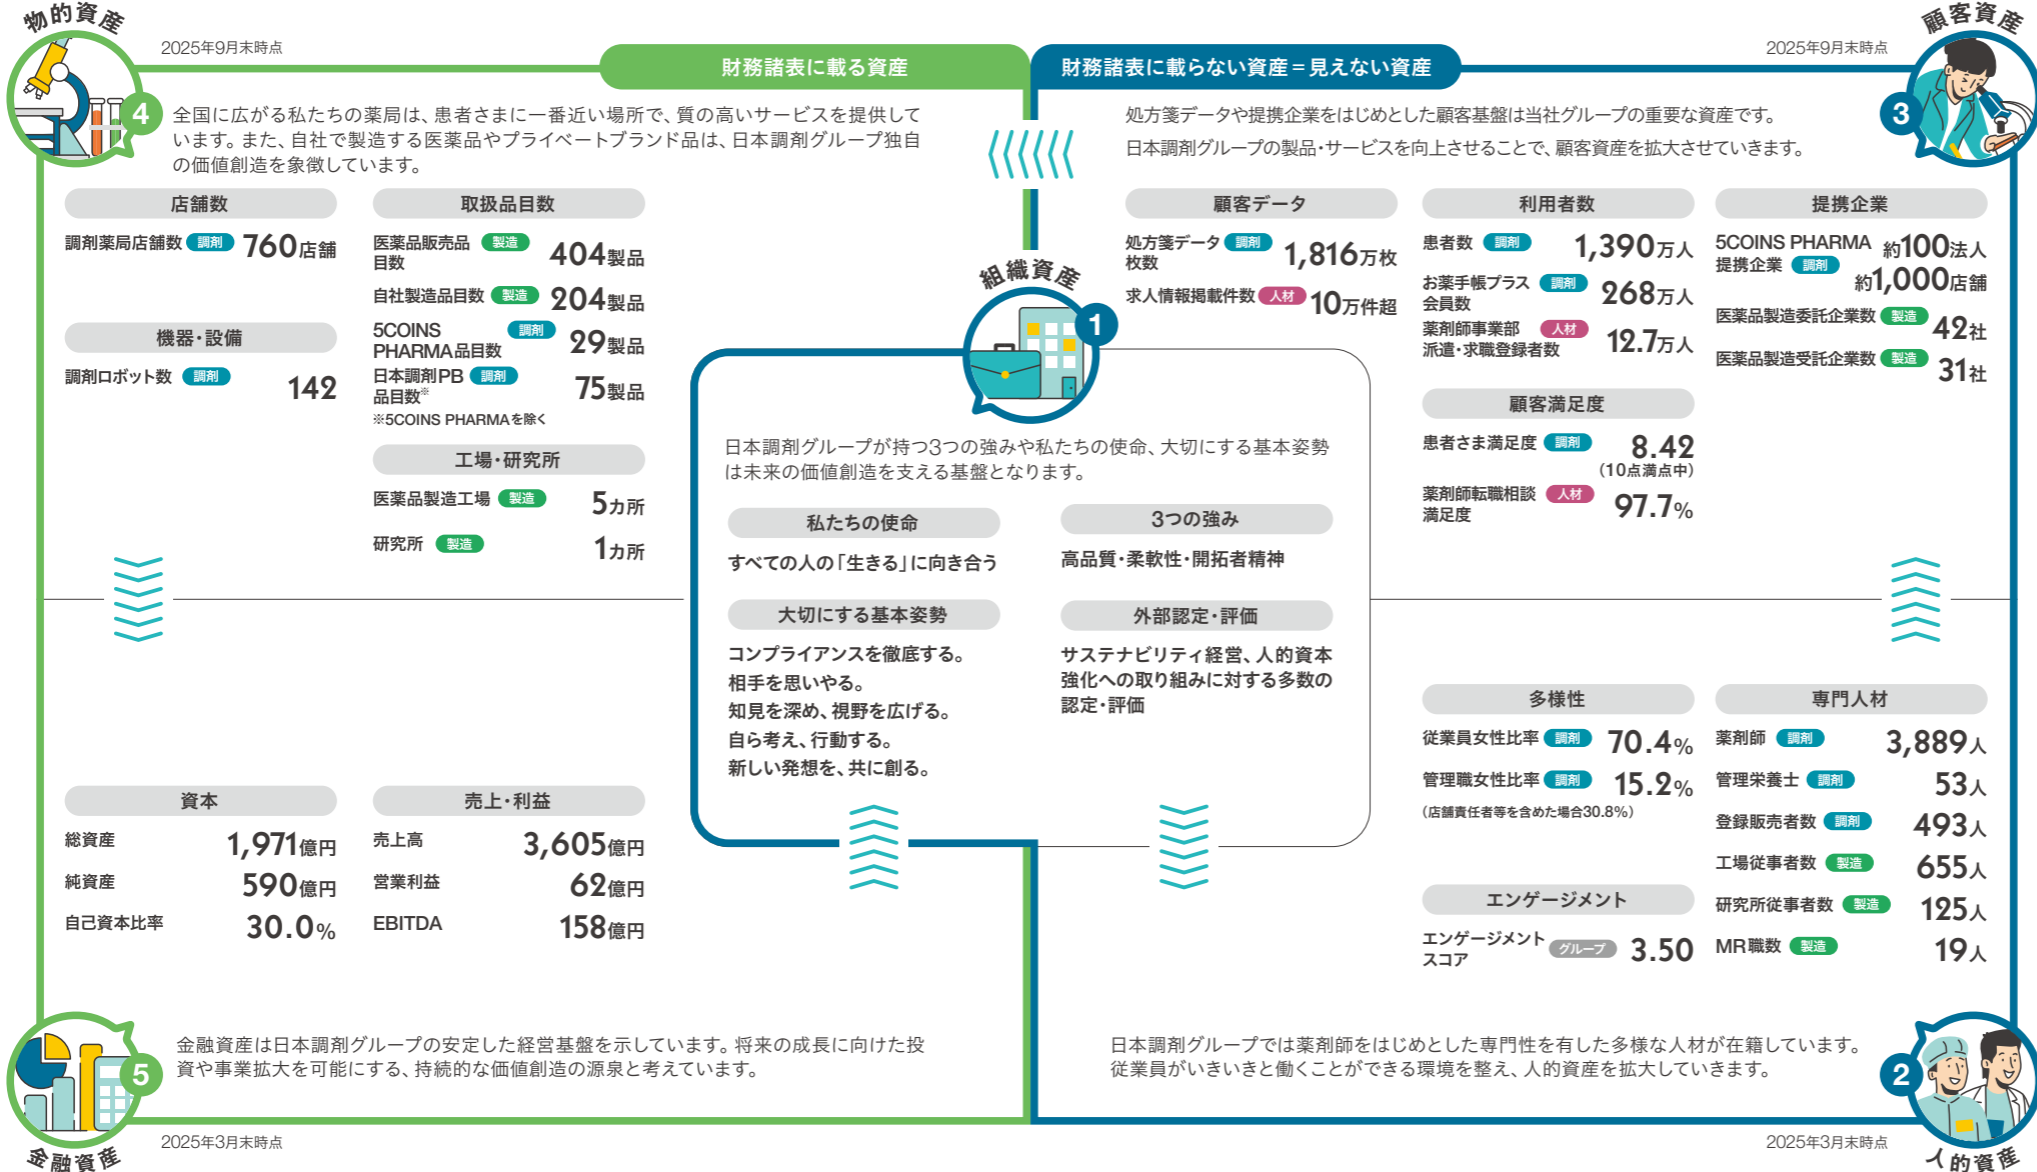 物的資産
2025年9月末時点
財務諸表に載る資産
4
全国に広がる私たちの薬局は、患者さまに一番近い場所で、質の高いサービスを提供して
います。また、自社で製造する医薬品やプライベートブランド品は、日本調剤グループ独自
の価値創造を象徴しています。
店舗数
調剤薬局店舗数 調剤 760店舗
機器・設備
調剤ロボット数 調剤 142
取扱品目数
医薬品販売品
目数 製造 404製品
自社製造品目数 製造 204製品
5COINS
PHARMA品目数 調剤 29製品
日本調剤PB
品目数※ 調剤 75製品
※5COINS PHARMAを除く
工場・研究所
医薬品製造工場 製造 5カ所
研究所 製造 1カ所
財務諸表に載らない資産＝見えない資産
2025年9月末時点
顧客資産
3
処方箋データや提携企業をはじめとした顧客基盤は当社グループの重要な資産です。
日本調剤グループの製品・サービスを向上させることで、顧客資産を拡大させていきます。
顧客データ
処方箋データ
枚数 調剤 1,816万枚
求人情報掲載件数 人材 10万件超
利用者数
患者数 調剤 1,390万人
お薬手帳プラス
会員数 調剤 268万人
薬剤師事業部
派遣・求職登録者数 人材 12.7万人
顧客満足度
患者さま満足度 調剤 8.42
（10点満点中）
薬剤師転職相談
満足度 人材 97.7%
提携企業
5COINS PHARMA
提携企業 調剤 約100法人
約1,000店舗
医薬品製造委託企業数 製造 42社
医薬品製造受託企業数 製造 31社
組織資産
1
日本調剤グループが持つ3つの強みや私たちの使命、大切にする基本姿勢
は未来の価値創造を支える基盤となります。
私たちの使命
すべての人の「生きる」に向き合う
3つの強み
高品質・柔軟性・開拓者精神
大切にする基本姿勢
コンプライアンスを徹底する。
相手を思いやる。
知見を深め、視野を広げる。
自ら考え、行動する。
新しい発想を、共に創る。
外部認定・評価
サステナビリティ経営、人的資本
強化への取り組みに対する多数の
認定・評価
資本
総資産 1,971億円
純資産 590億円
自己資本比率 30.0%
売上・利益
売上高 3,605億円
営業利益 62億円
EBITDA 158億円
5
金融資産は日本調剤グループの安定した経営基盤を示しています。将来の成長に向けた投
資や事業拡大を可能にする、持続的な価値創造の源泉と考えています。
2025年3月末時点
金融資産
多様性
従業員女性比率 調剤 70.4%
管理職女性比率 調剤 15.2%
（店舗責任者等を含めた場合30.8%）
エンゲージメント
エンゲージメント
スコア グループ 3.50
専門人材
薬剤師 調剤 3,889人
管理栄養士 調剤 53人
登録販売者数 調剤 493人
工場従事者数 製造 655人
研究所従事者数 製造 125人
MR職数 製造 19人
日本調剤グループでは薬剤師をはじめとした専門性を有した多様な人材が在籍しています。
従業員がいきいきと働くことができる環境を整え、人的資産を拡大していきます。
2
2025年3月末時点
人的資産